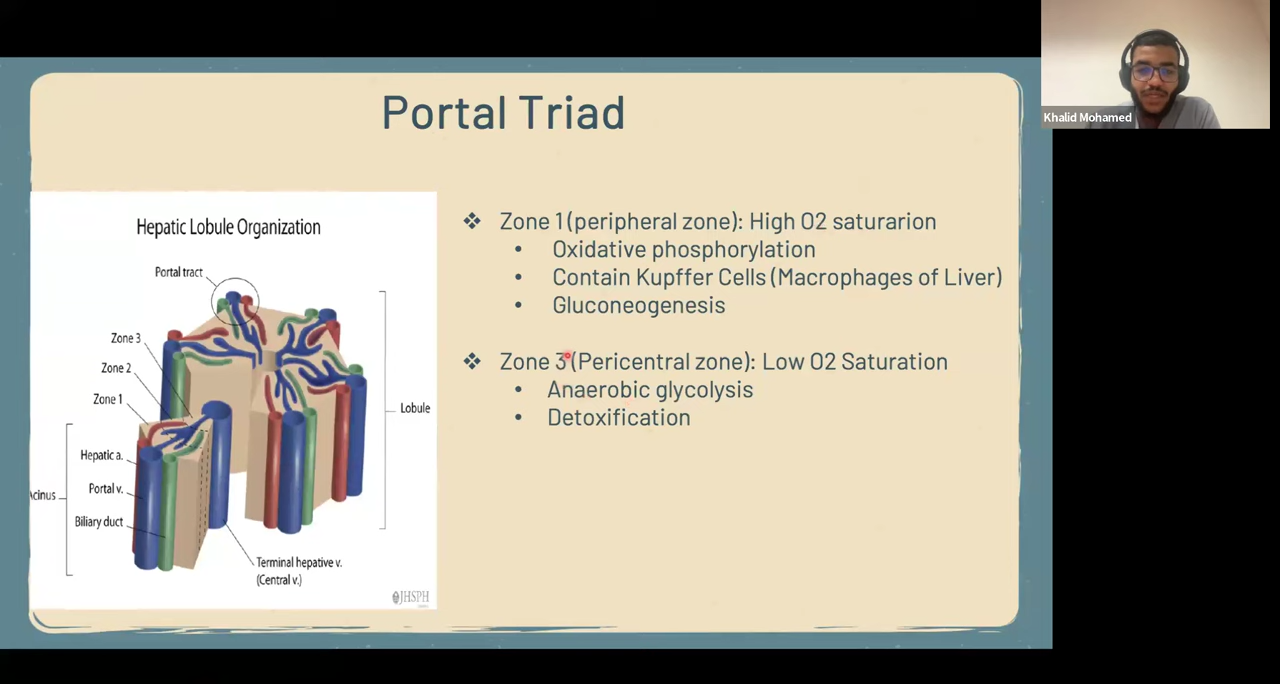 Portal Triad
Khalid Mohamed
Hepatic Lobule Organization
Portal tract
Zone 3
Zone 2
Zone 1
Lobule
Hepatic a.
Portal v.
Acinus
Biliary duct
Terminal hepative v.
(Central v.)
JHSPH
❖ Zone 1 (peripheral zone): High O2 saturarion
• Oxidative phosphorylation
• Contain Kupffer Cells (Macrophages of Liver)
• Gluconeogenesis
❖ Zone 3 (Pericentral zone): Low O2 Saturation
• Anaerobic glycolysis
• Detoxification